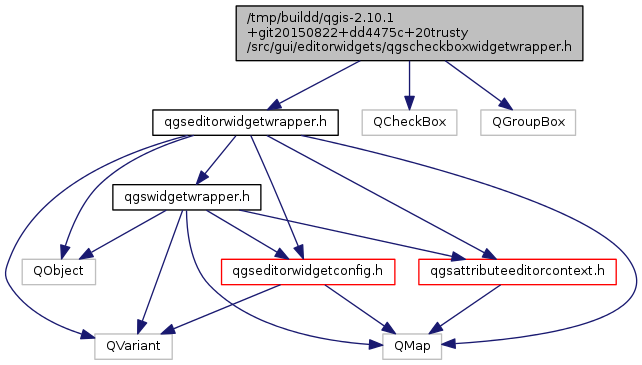 /tmp/buildd/qgis-2.10.1
+git20150822+dd4475c+20trusty
/src/gui/editorwidgets/qgscheckboxwidgetwrapper.h
qgseditorwidgetwrapper.h
QCheckBox
QGroupBox
qgswidgetwrapper.h
QObject
qgseditorwidgetconfig.h
qgsattributeeditorcontext.h
QVariant
QMap